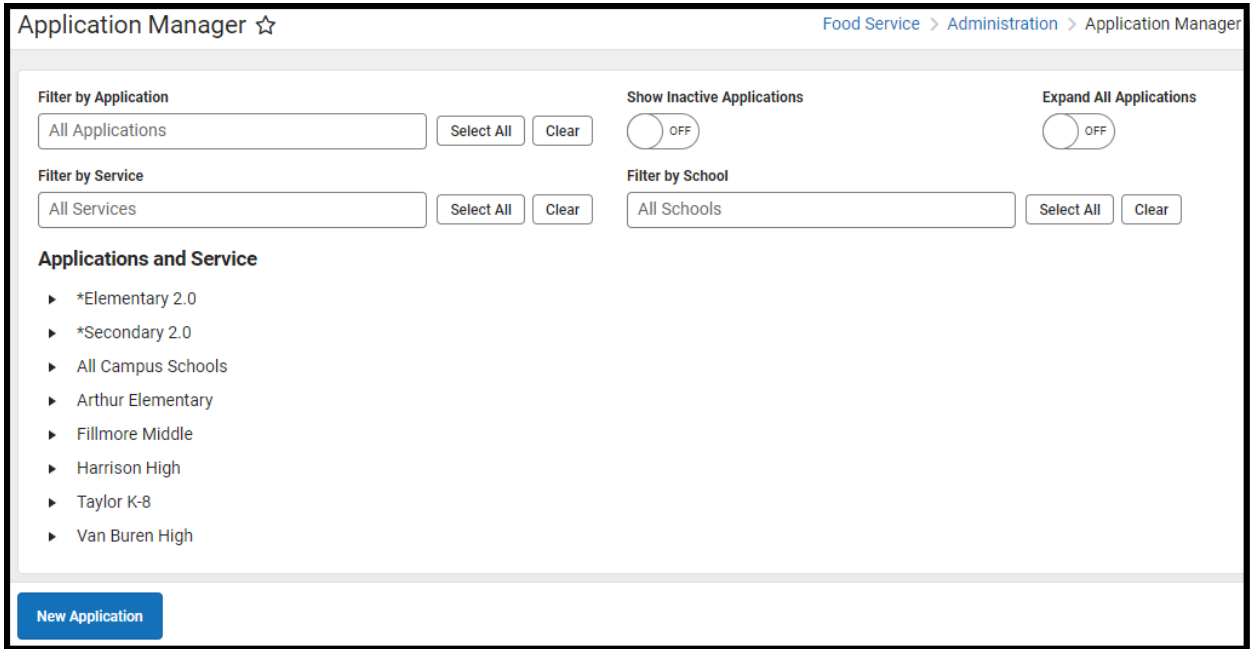 Application Manager
Food Service > Administration > Application Manager
Filter by Application
Show Inactive Applications
Expand All Applications
All Applications
Select All
Clear
OFF
OFF
Filter by Service
Filter by School
All Services
Select All
Clear
All Schools
Select All
Clear
Applications and Service
*Elementary 2.0
*Secondary 2.0
All Campus Schools
Arthur Elementary
Fillmore Middle
Harrison High
Taylor K-8
Van Buren High
New Application